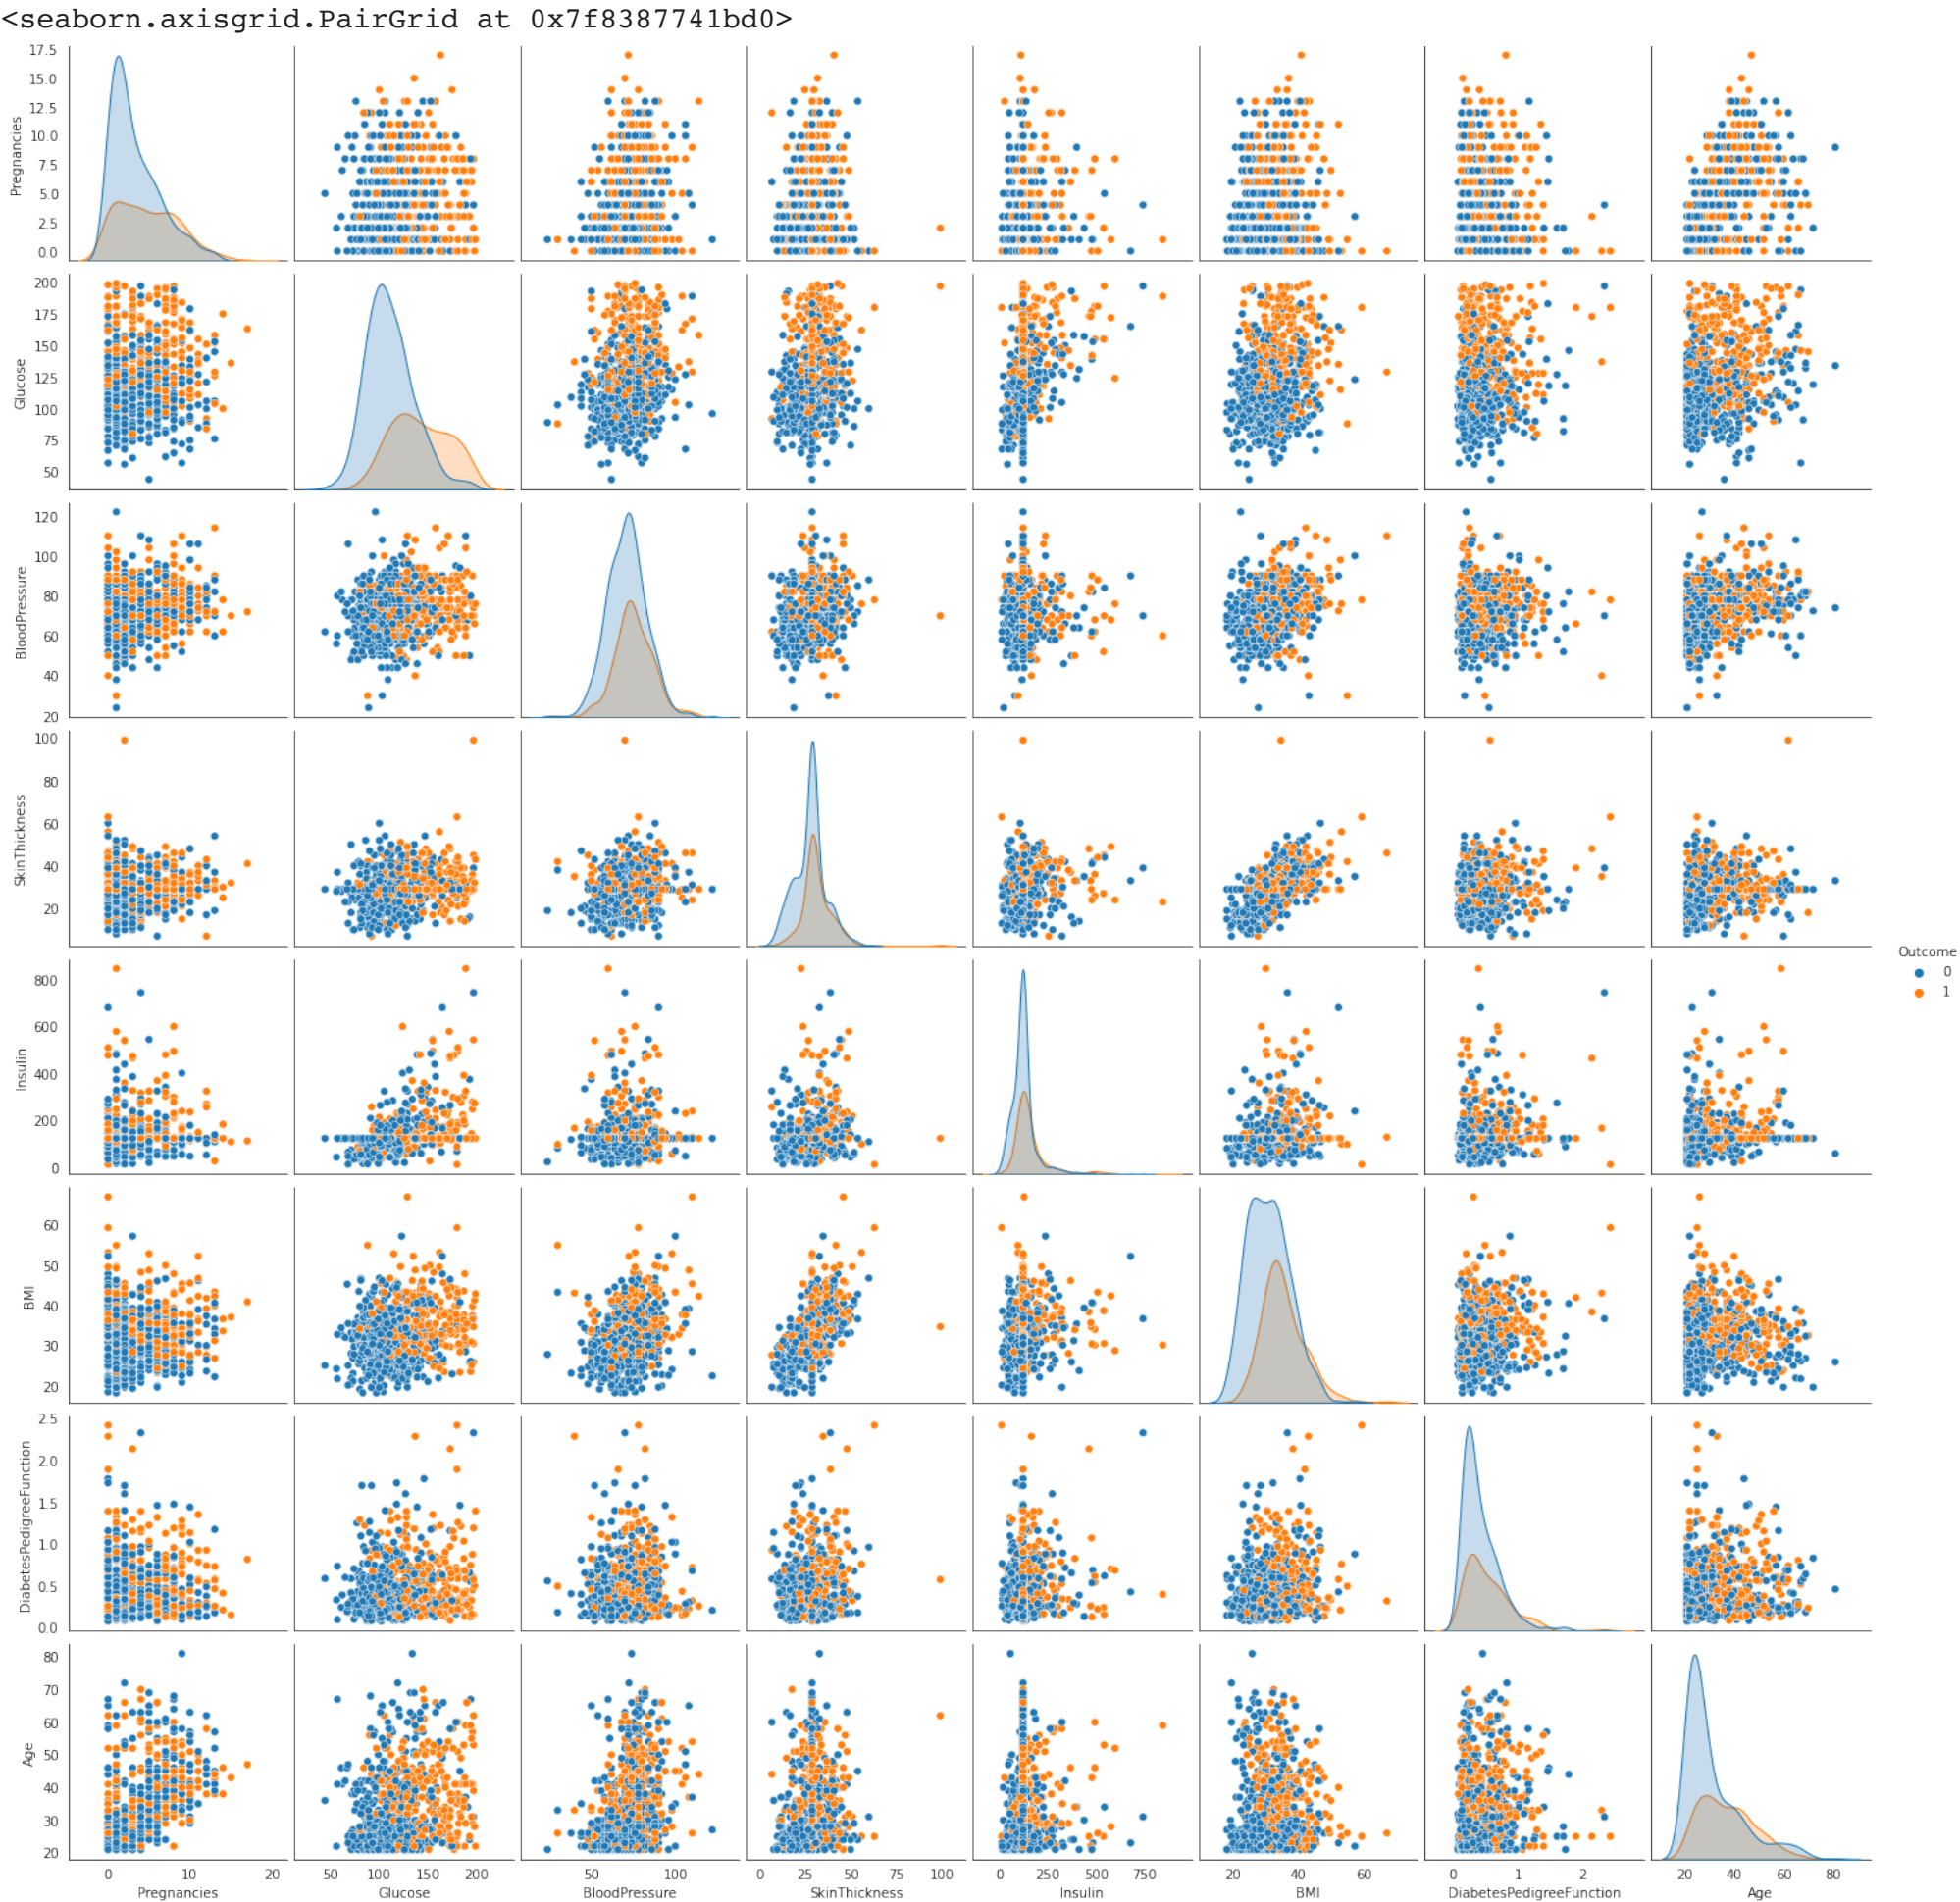 <seaborn.axisgrid.PairGrid at 0x7f8387741bd0>
17.5
15.0
12.5
10.0
7.5
5.0
2.5
0.0
Pregnancies
200
175
150
125
100
75
50
Glucose
120
100
80
60
40
20
BloodPressure
100
80
60
40
20
SkinThickness
Outcome
0
1
800
600
400
200
0
Insulin
60
50
40
30
20
BMI
2.5
2.0
1.5
1.0
0.5
0.0
DiabetesPedigreeFunction
80
70
60
50
40
30
20
Age
0 10 20
50 100 150 200
50 100
0 25 50 75 100
0 250 500 750
20 40 60
0 1 2
20 40 60 80
Pregnancies Glucose BloodPressure SkinThickness Insulin BMI DiabetesPedigreeFunction Age